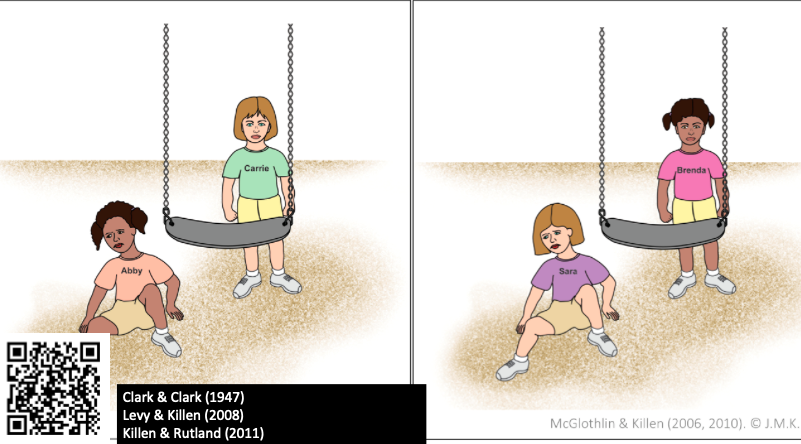 Carrie
Abby
Brenda
Sara
Clark & Clark (1947)
Levy & Killen (2008)
Killen & Rutland (2011)
McGlothlin & Killen (2006, 2010). © J.M.K.